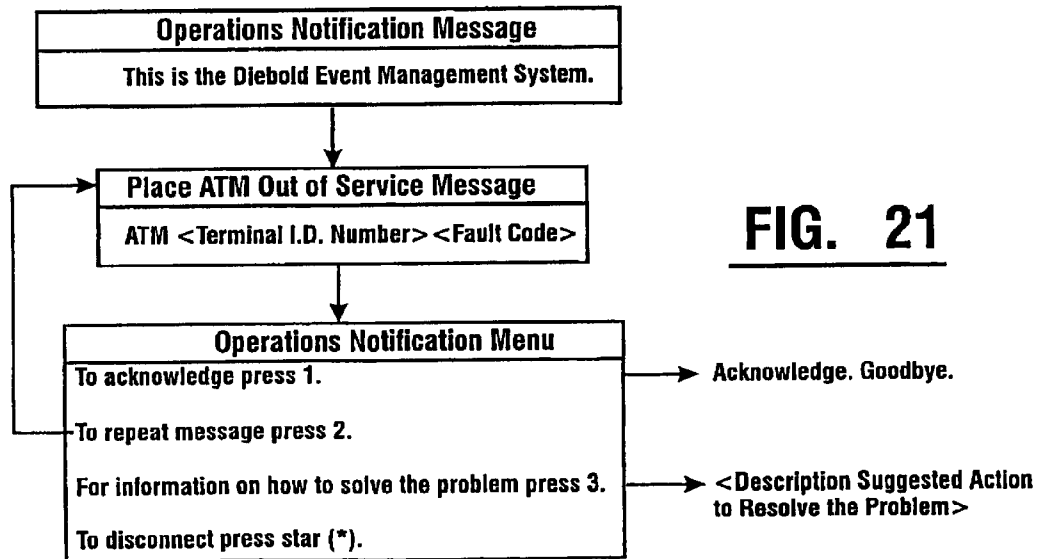 Operations Notification Message
This is the Diebold Event Management System.
Place ATM Out of Service Message
ATM <Terminal I.D. Number> <Fault Code>
FIG. 21
Operations Notification Menu
To acknowledge press 1.
Acknowledge. Goodbye.
To repeat message press 2.
For information on how to solve the problem press 3.
<Description Suggested Action
to Resolve the Problem>
To disconnect press star (*).